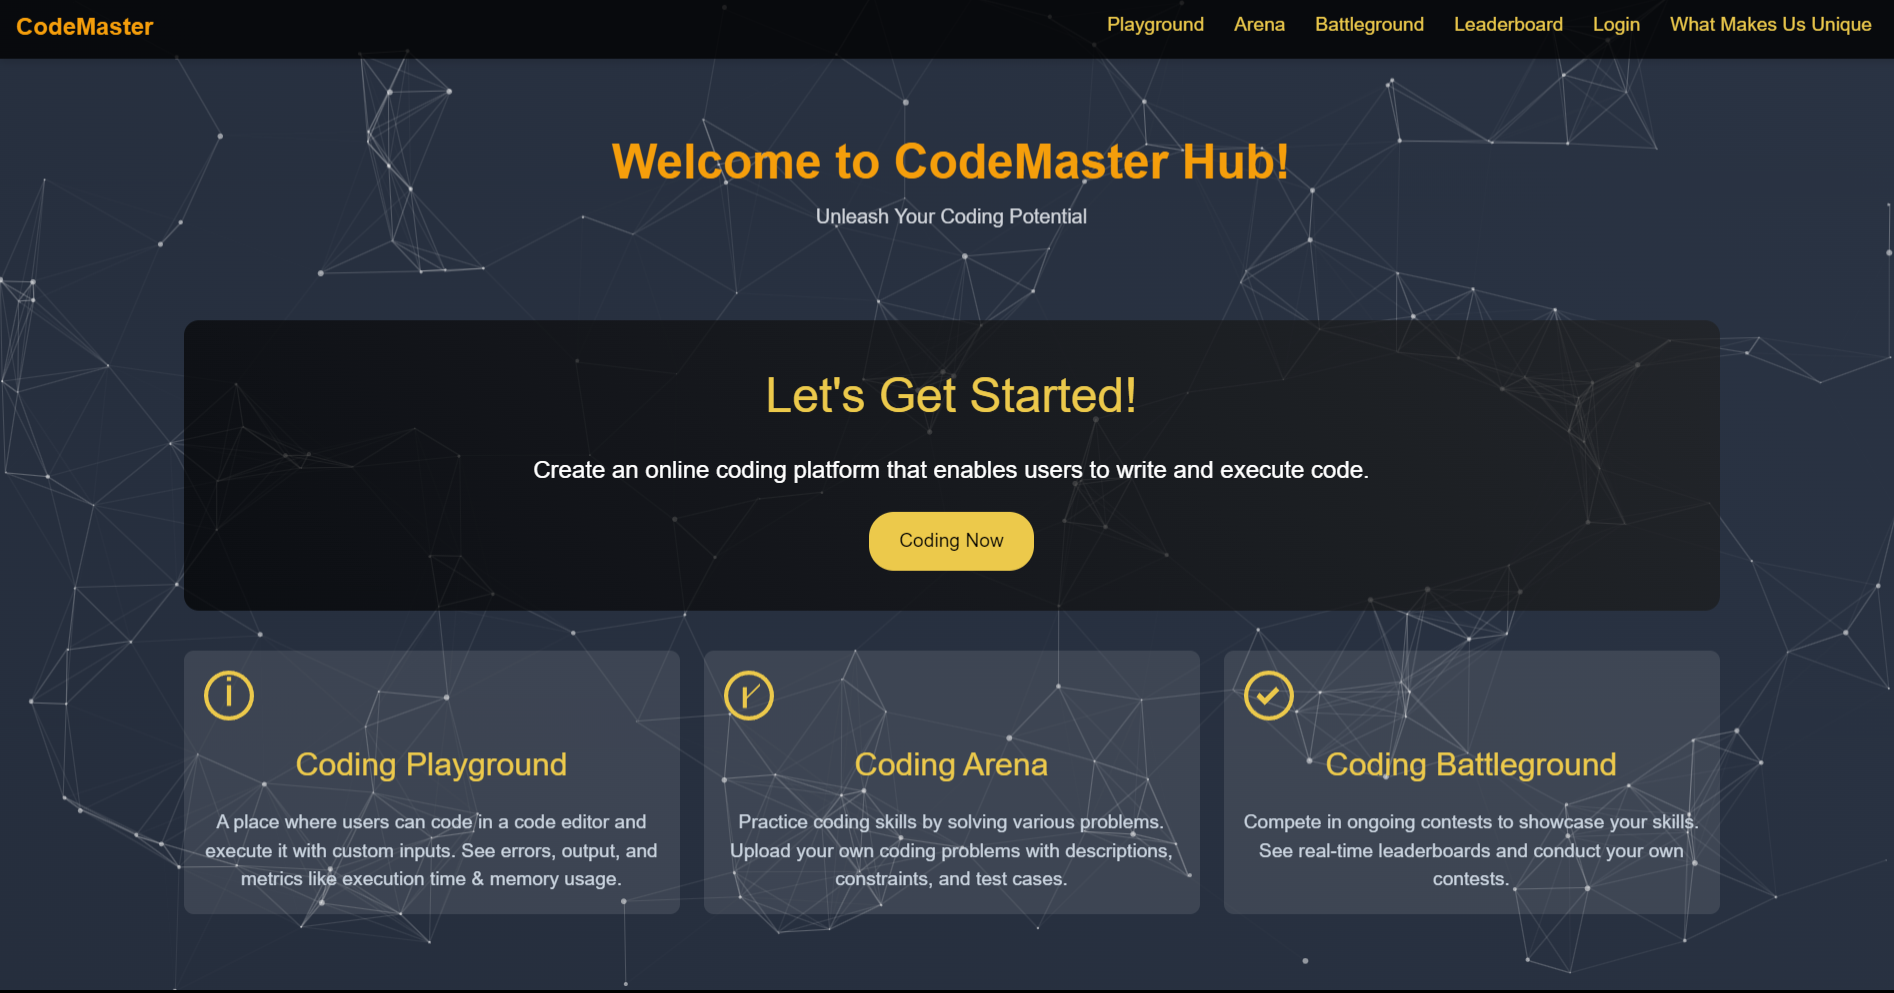 CodeMaster
Playground Arena Battleground Leaderboard Login What Makes Us Unique
Welcome to CodeMaster Hub!
Unleash Your Coding Potential
Let's Get Started!
Create an online coding platform that enables users to write and execute code.
Coding Now
Coding Playground
A place where users can code in a code editor and
execute it with custom inputs. See errors, output, and
metrics like execution time & memory usage.
Coding Arena
Practice coding skills by solving various problems.
Upload your own coding problems with descriptions,
constraints, and test cases.
Coding Battleground
Compete in ongoing contests to showcase your skills.
See real-time leaderboards and conduct your own
contests.